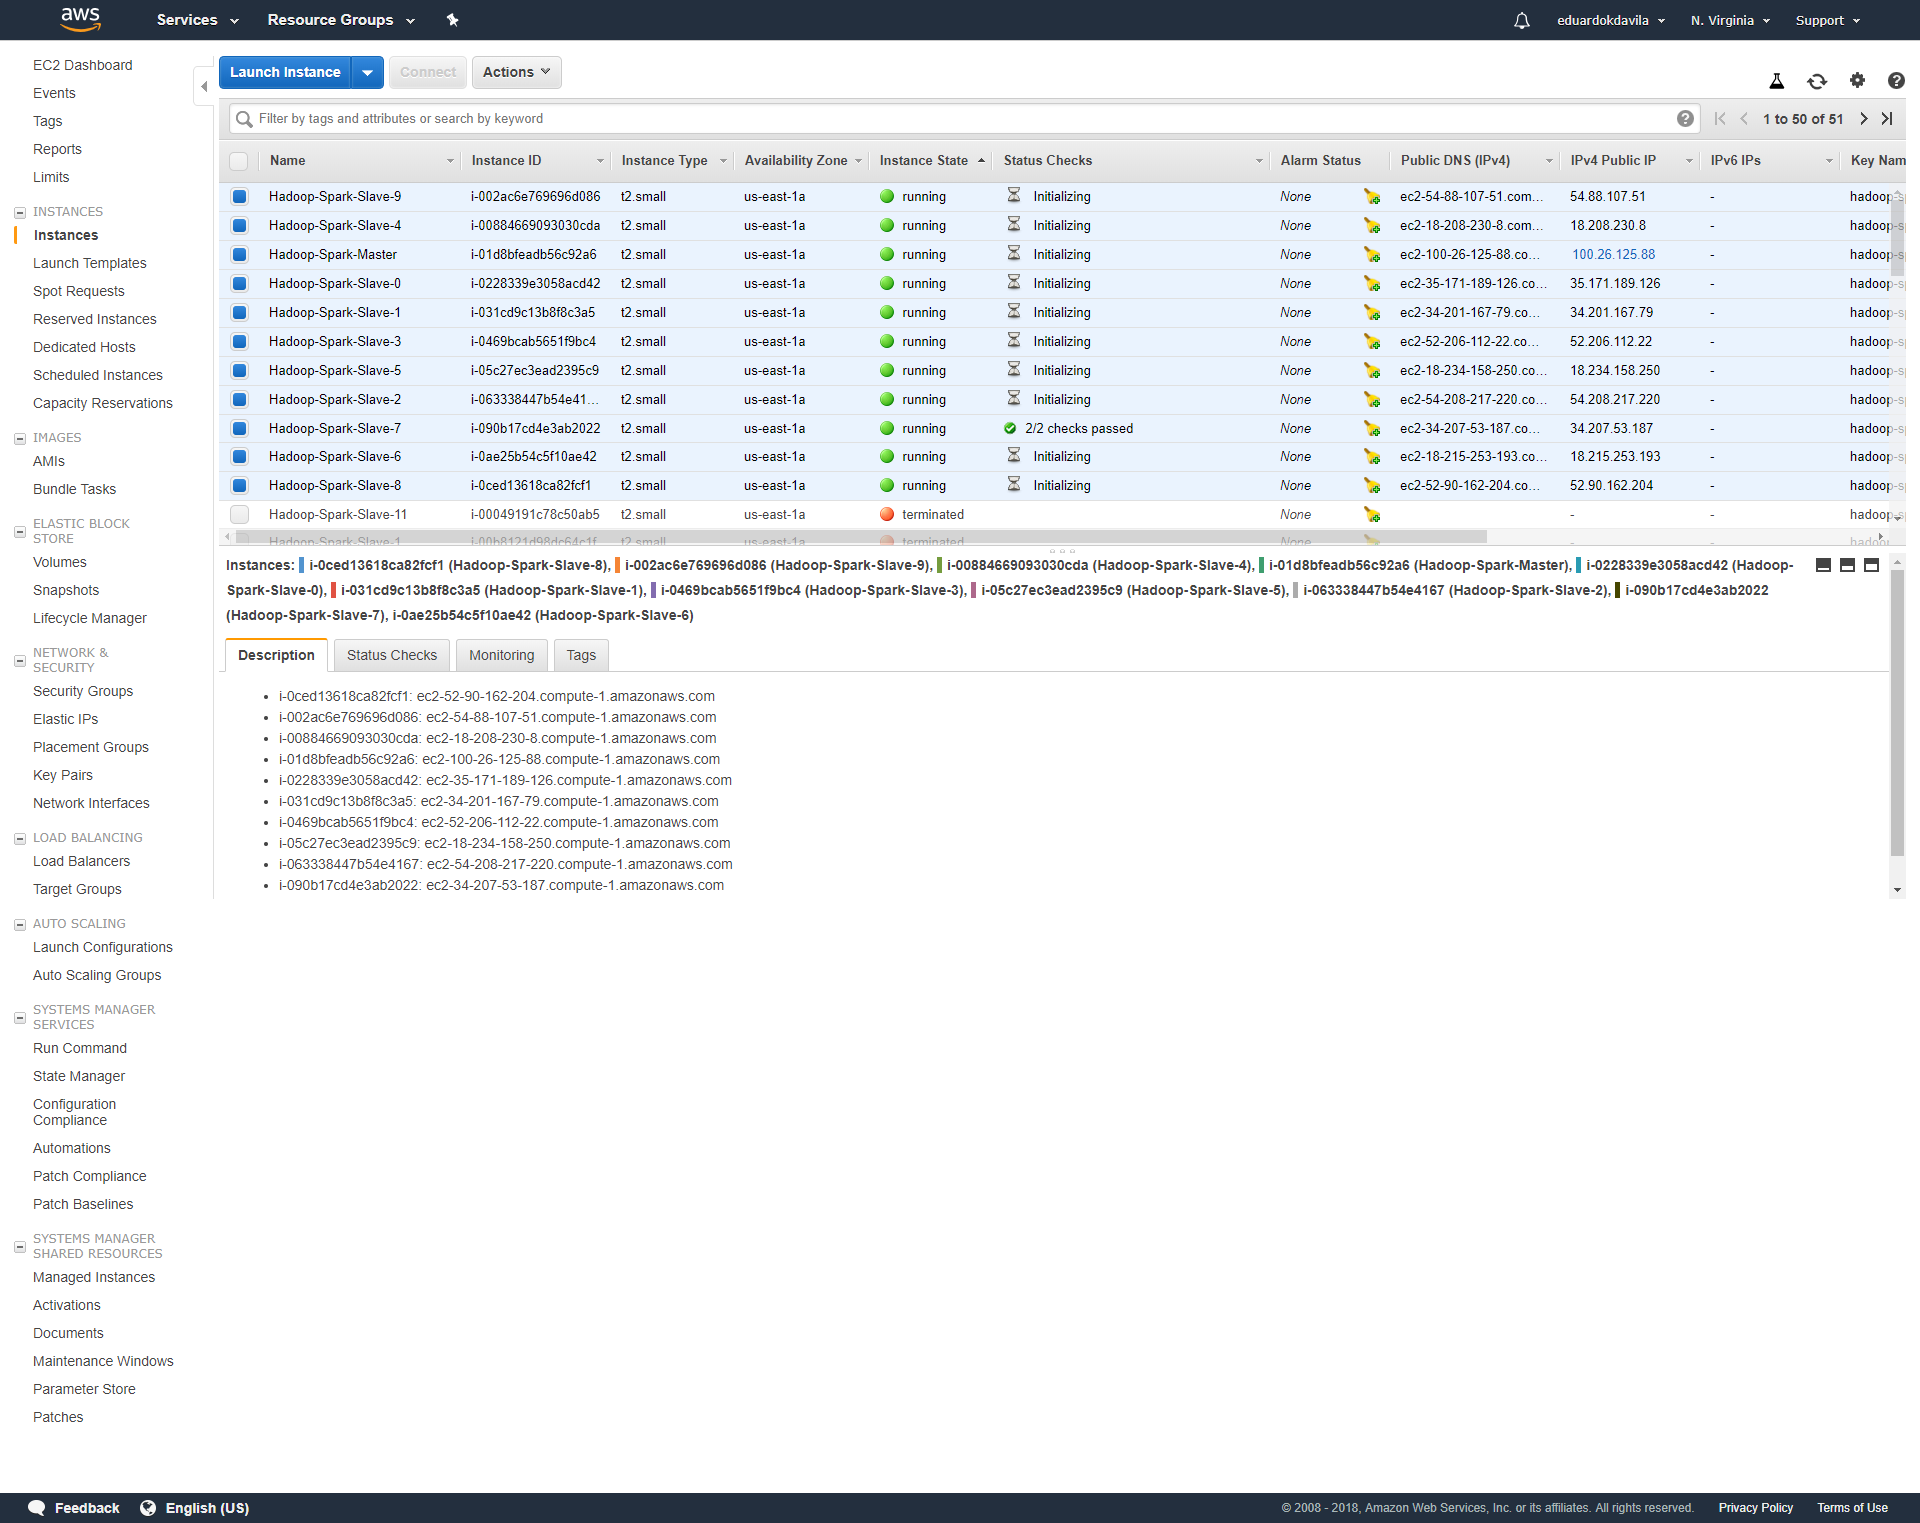 aws Services Resource Groups eduardokdavila N. Virginia Support
EC2 Dashboard
Events
Tags
Reports
Limits
INSTANCES
Instances
Launch Templates
Spot Requests
Reserved Instances
Dedicated Hosts
Scheduled Instances
Capacity Reservations
IMAGES
AMIs
Bundle Tasks
ELASTIC BLOCK
STORE
Volumes
Snapshots
Lifecycle Manager
NETWORK &
SECURITY
Security Groups
Elastic IPs
Placement Groups
Key Pairs
Network Interfaces
LOAD BALANCING
Load Balancers
Target Groups
AUTO SCALING
Launch Configurations
Auto Scaling Groups
SYSTEMS MANAGER
SERVICES
Run Command
State Manager
Configuration
Compliance
Automations
Patch Compliance
Patch Baselines
SYSTEMS MANAGER
SHARED RESOURCES
Managed Instances
Activations
Documents
Maintenance Windows
Parameter Store
Patches
Launch Instance Connect Actions
Filter by tags and attributes or search by keyword 1 to 50 of 51
Name Instance ID Instance Type Availability Zone Instance State Status Checks Alarm Status Public DNS (IPv4) IPv4 Public IP IPv6 IPs Key Nam
Hadoop-Spark-Slave-9 i-002ac6e769696d086 t2.small us-east-1a running Initializing None ec2-54-88-107-51.com... 54.88.107.51 - hadoop-s
Hadoop-Spark-Slave-4 i-00884669093030cda t2.small us-east-1a running Initializing None ec2-18-208-230-8.com... 18.208.230.8 - hadoop-s
Hadoop-Spark-Master i-01d8bfeadb56c92a6 t2.small us-east-1a running Initializing None ec2-100-26-125-88.co... 100.26.125.88 - hadoop-s
Hadoop-Spark-Slave-0 i-0228339e3058acd42 t2.small us-east-1a running Initializing None ec2-35-171-189-126.co... 35.171.189.126 - hadoop-s
Hadoop-Spark-Slave-1 i-031cd9c13b8f8c3a5 t2.small us-east-1a running Initializing None ec2-34-201-167-79.co... 34.201.167.79 - hadoop-s
Hadoop-Spark-Slave-3 i-0469bcab5651f9bc4 t2.small us-east-1a running Initializing None ec2-52-206-112-22.co... 52.206.112.22 - hadoop-s
Hadoop-Spark-Slave-5 i-05c27ec3ead2395c9 t2.small us-east-1a running Initializing None ec2-18-234-158-250.co... 18.234.158.250 - hadoop-s
Hadoop-Spark-Slave-2 i-063338447b54e41... t2.small us-east-1a running Initializing None ec2-54-208-217-220.co... 54.208.217.220 - hadoop-s
Hadoop-Spark-Slave-7 i-090b17cd4e3ab2022 t2.small us-east-1a running 2/2 checks passed None ec2-34-207-53-187.co... 34.207.53.187 - hadoop-s
Hadoop-Spark-Slave-6 i-0ae25b54c5f10ae42 t2.small us-east-1a running Initializing None ec2-18-215-253-193.co... 18.215.253.193 - hadoop-s
Hadoop-Spark-Slave-8 i-0ced13618ca82fcf1 t2.small us-east-1a running Initializing None ec2-52-90-162-204.co... 52.90.162.204 - hadoop-s
Hadoop-Spark-Slave-11 i-00049191c78c50ab5 t2.small us-east-1a terminated None - - hadoop-s
Hadoop-Spark-Slave-1 t2.small us-east-1a terminated None - - hadoop-s
Instances: i-0ced13618ca82fcf1 (Hadoop-Spark-Slave-8), i-002ac6e769696d086 (Hadoop-Spark-Slave-9), i-00884669093030cda (Hadoop-Spark-Slave-4), i-01d8bfeadb56c92a6 (Hadoop-Spark-Master), i-0228339e3058acd42 (Hadoop-
Spark-Slave-0), i-031cd9c13b8f8c3a5 (Hadoop-Spark-Slave-1), i-0469bcab5651f9bc4 (Hadoop-Spark-Slave-3), i-05c27ec3ead2395c9 (Hadoop-Spark-Slave-5), i-063338447b54e4167 (Hadoop-Spark-Slave-2), i-090b17cd4e3ab2022
(Hadoop-Spark-Slave-7), i-0ae25b54c5f10ae42 (Hadoop-Spark-Slave-6)
Description Status Checks Monitoring Tags
• i-0ced13618ca82fcf1: ec2-52-90-162-204.compute-1.amazonaws.com
• i-002ac6e769696d086: ec2-54-88-107-51.compute-1.amazonaws.com
• i-00884669093030cda: ec2-18-208-230-8.compute-1.amazonaws.com
• i-01d8bfeadb56c92a6: ec2-100-26-125-88.compute-1.amazonaws.com
• i-0228339e3058acd42: ec2-35-171-189-126.compute-1.amazonaws.com
• i-031cd9c13b8f8c3a5: ec2-34-201-167-79.compute-1.amazonaws.com
• i-0469bcab5651f9bc4: ec2-52-206-112-22.compute-1.amazonaws.com
• i-05c27ec3ead2395c9: ec2-18-234-158-250.compute-1.amazonaws.com
• i-063338447b54e4167: ec2-54-208-217-220.compute-1.amazonaws.com
• i-090b17cd4e3ab2022: ec2-34-207-53-187.compute-1.amazonaws.com
Feedback English (US) © 2008 - 2018, Amazon Web Services, Inc. or its affiliates. All rights reserved. Privacy Policy Terms of Use